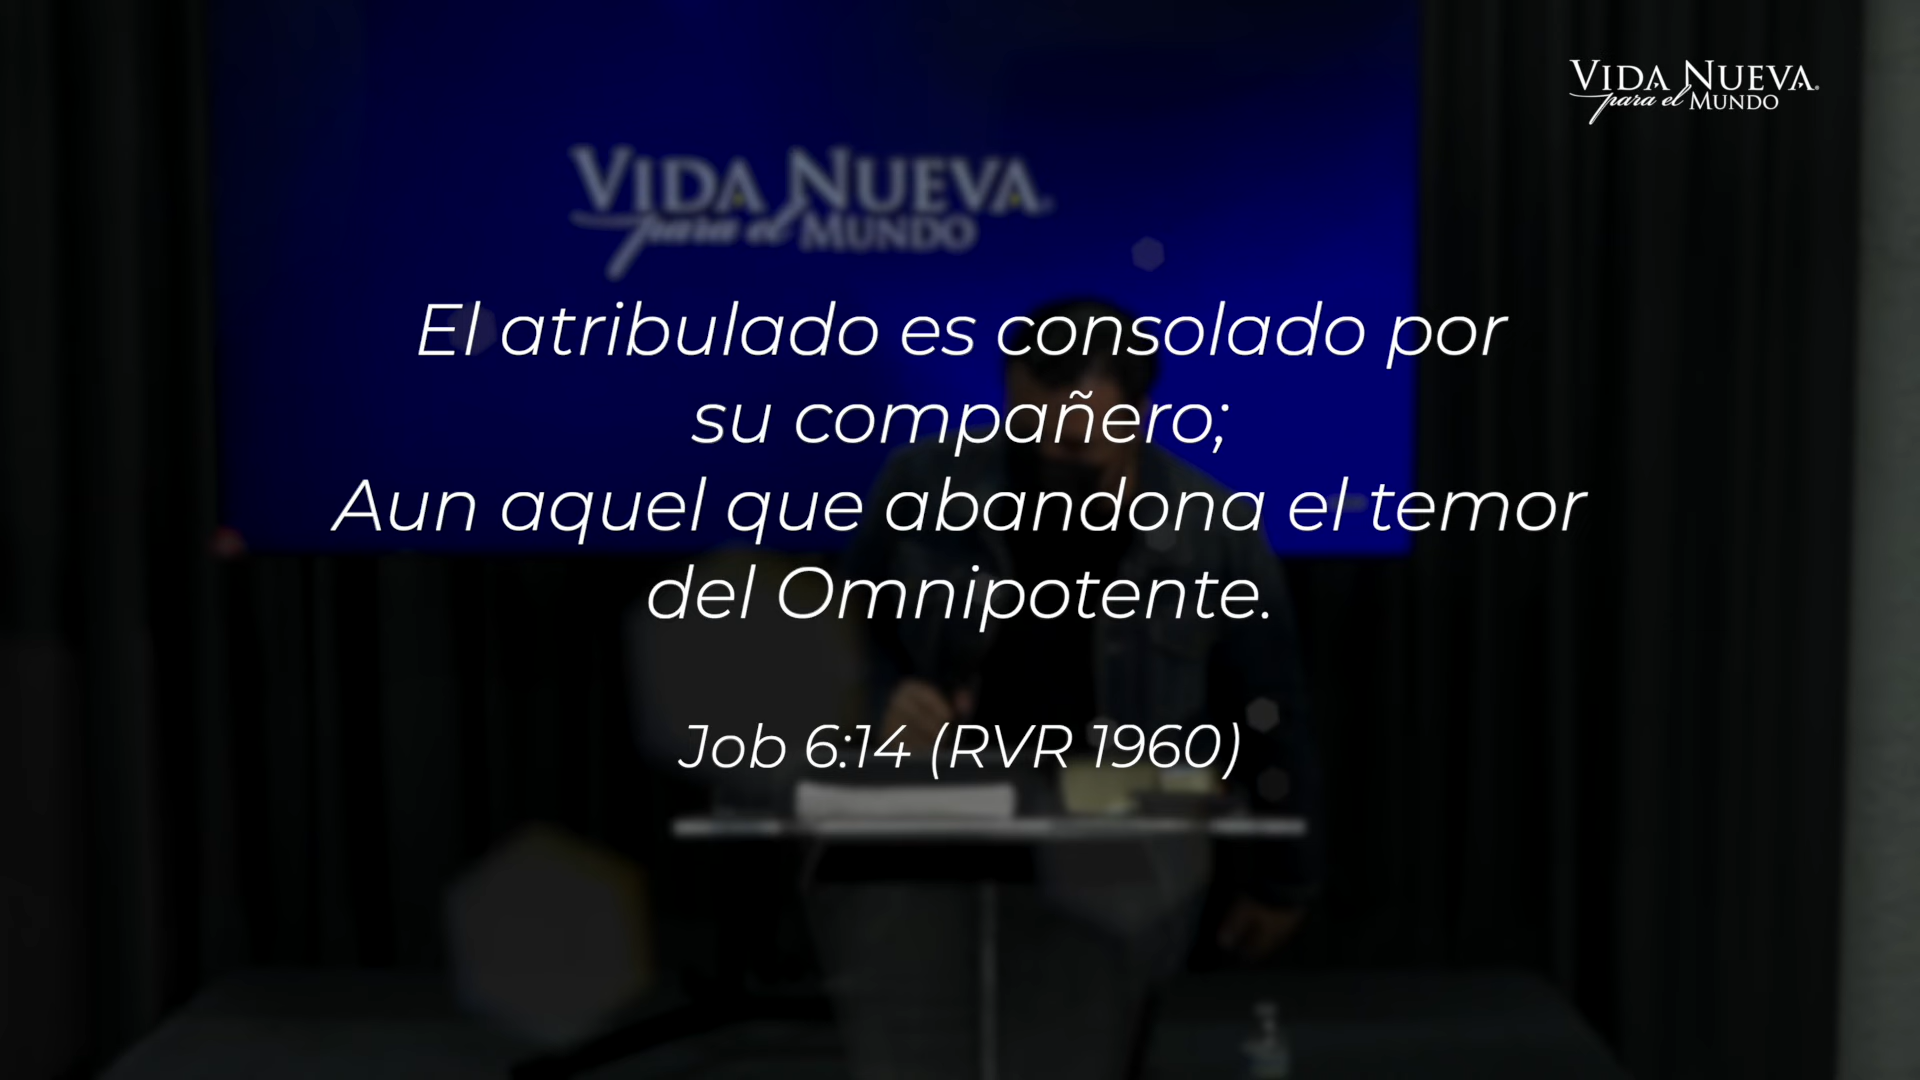 VIDA NUEVA
para el MUNDO
VIDA NUEVA
para el MUNDO
El atribulado es consolado por
su compañero;
Aun aquel que abandona el temor
del Omnipotente.
Job 6:14 (RVR 1960)